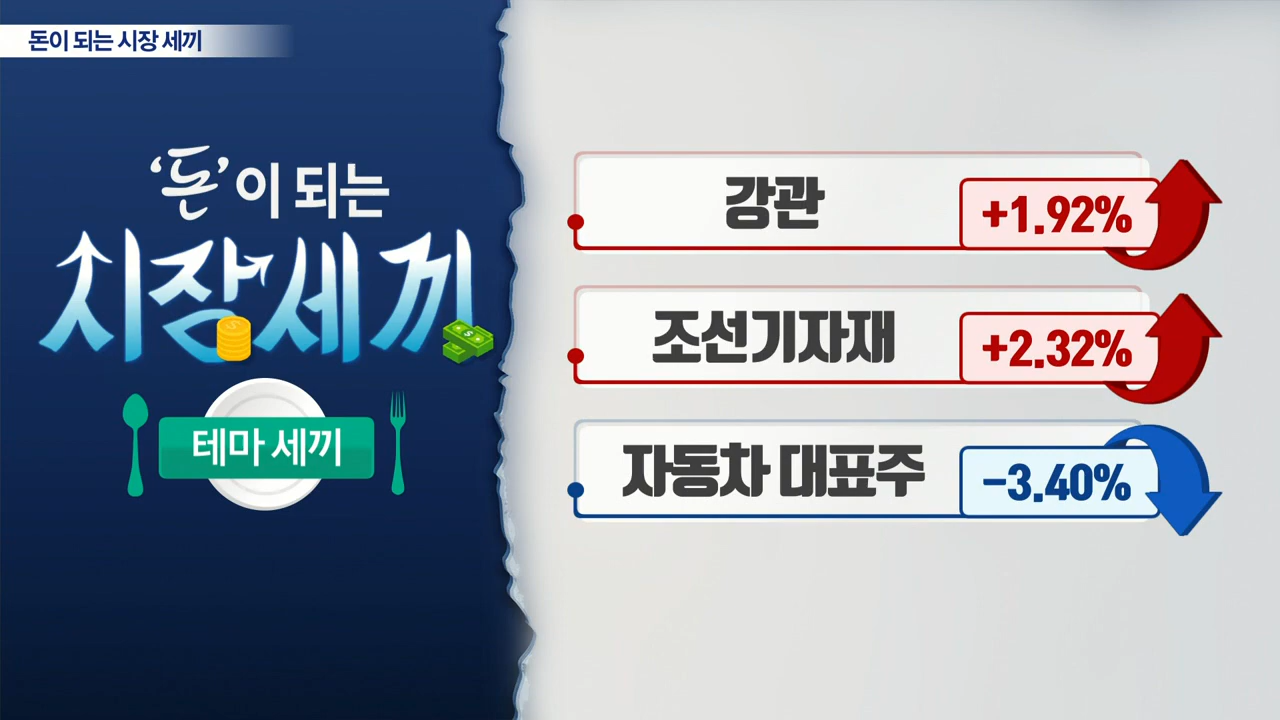 돈이 되는 시장 세끼
‘돈’이 되는
시장세끼
테마 세끼
강관
+1.92%
조선기자재
+2.32%
자동차 대표주
-3.40%